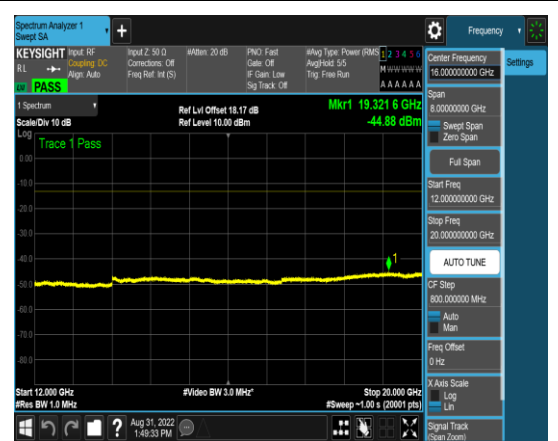 Spectrum Analyzer 1
Swept SA
+
Frequency
KEYSIGHT
RL
PASS
Input: RF
Coupling: DC
Align: Auto
Input Z: 50 Ω
Corrections: Off
Freq Ref: Int (S)
#Atten: 20 dB
PNO: Fast
Gate: Off
IF Gain: Low
Sig Track: Off
#Avg Type: Power (RMS
Avg|Hold: 5/5
Trig: Free Run
1 2 3 4 5 6
M W W W W W
A A A A A A
1 Spectrum
Scale/Div 10 dB
Ref Lvl Offset 18.17 dB
Ref Level 10.00 dBm
Mkr1 19.321 6 GHz
-44.88 dBm
Log
Trace 1 Pass
0.00
-10.0
-20.0
-30.0
-40.0
-50.0
-60.0
-70.0
-80.0
1
Start 12.000 GHz
#Res BW 1.0 MHz
#Video BW 3.0 MHz*
Stop 20.000 GHz
#Sweep ~1.00 s (20001 pts)
Aug 31, 2022
1:49:33 PM
?
Center Frequency
16.000000000 GHz
Settings
Span
8.00000000 GHz
Swept Span
Zero Span
Full Span
Start Freq
12.000000000 GHz
Stop Freq
20.000000000 GHz
AUTO TUNE
CF Step
800.000000 MHz
Auto
Man
Freq Offset
0 Hz
X Axis Scale
Log
Lin
Signal Track
(Span Zoom)